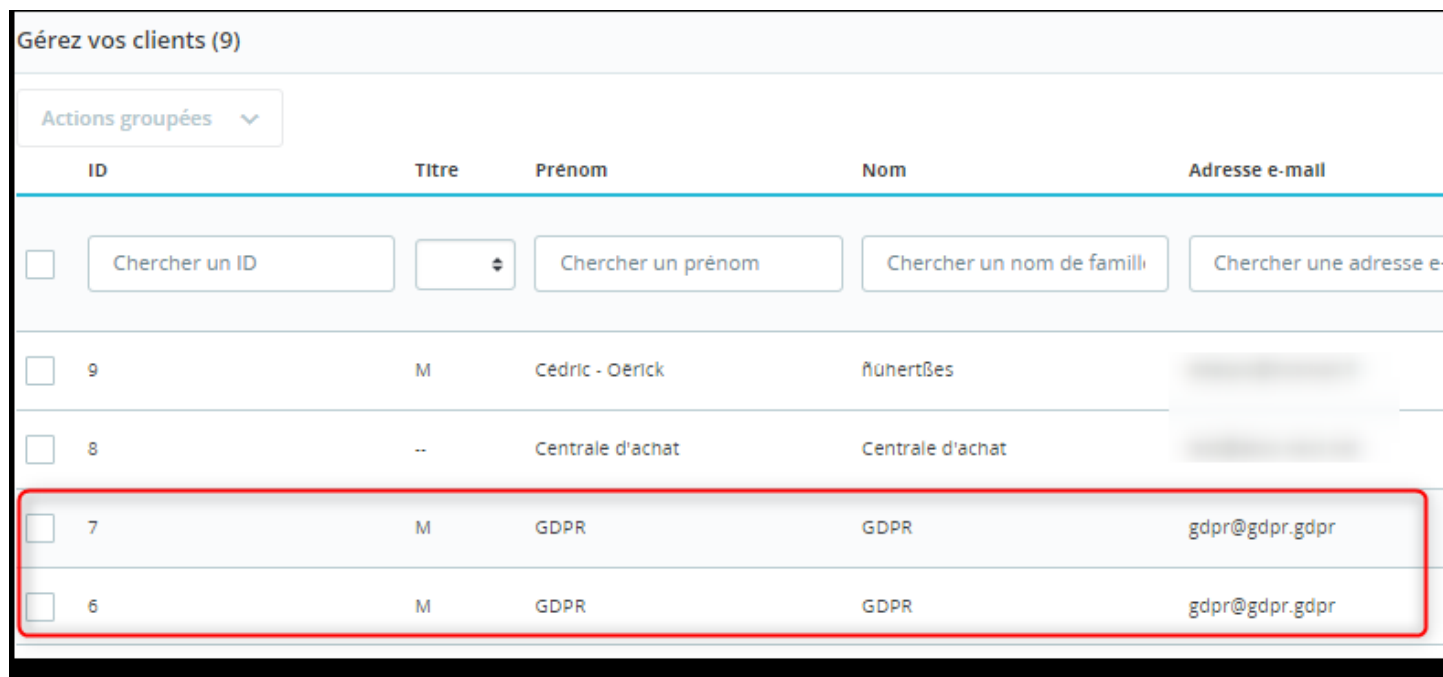 Gérez vos clients (9)
Actions groupées
ID Titre Prénom Nom Adresse e-mail
Chercher un ID Chercher un prénom Chercher un nom de famill Chercher une adresse e-
9 M Cédric - Oërick ñùhertßes
8 -- Centrale d'achat Centrale d'achat
7 M GDPR GDPR gdpr@gdpr.gdpr
6 M GDPR GDPR gdpr@gdpr.gdpr